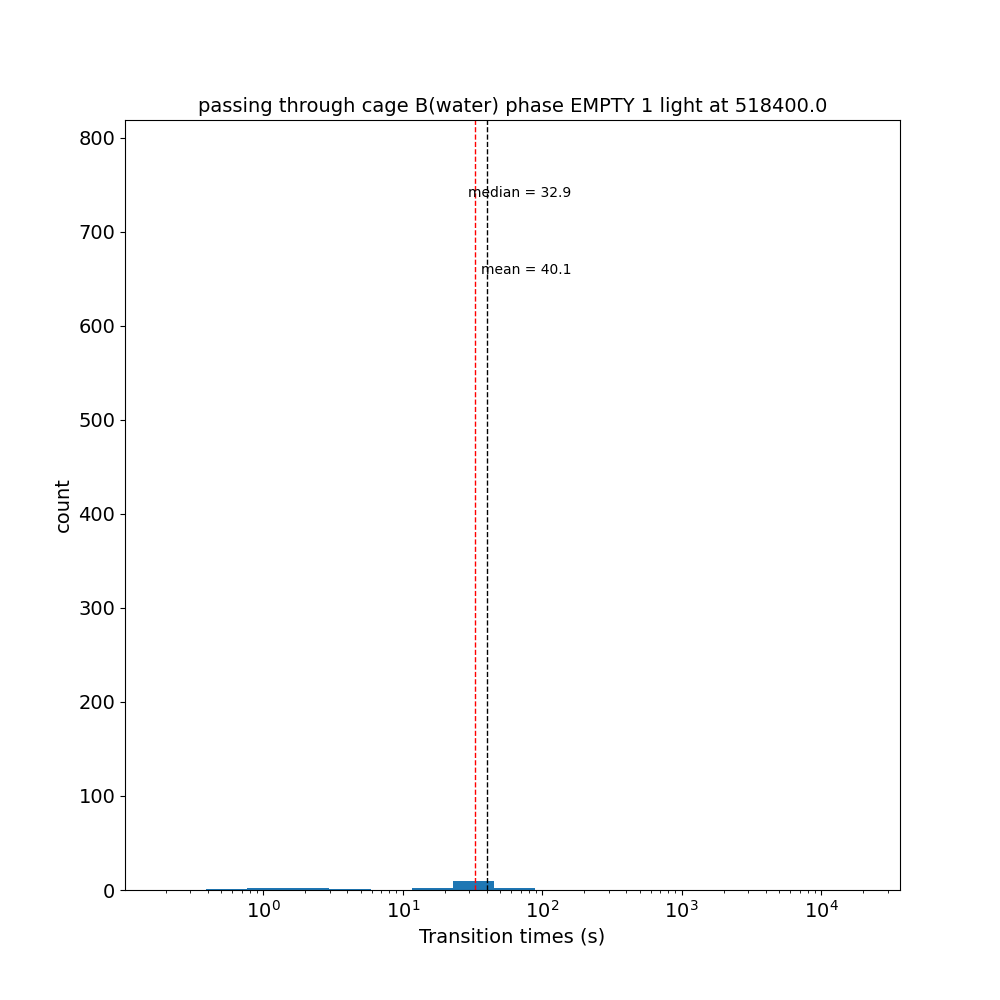 passing through cage B(water) phase EMPTY 1 light at 518400.0
800
median = 32.9
700
mean = 40.1
600
500
400
count
300
200
100
0
10⁰ 10¹ 10² 10³ 10⁴
Transition times (s)